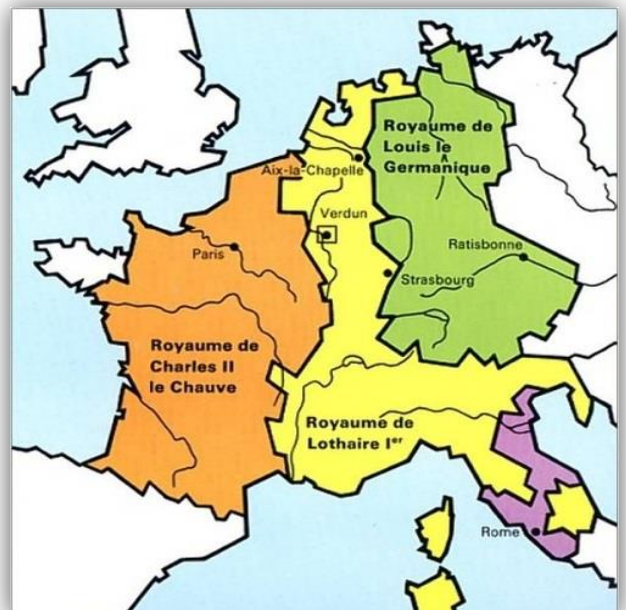 Royaume de
Louis le
Germanique
Aix-la-Chapelle
Verdun
Paris
Ratisbonne
Strasbourg
Royaume de
Charles II
le Chauve
Royaume de
Lothaire Iᵉʳ
Rome